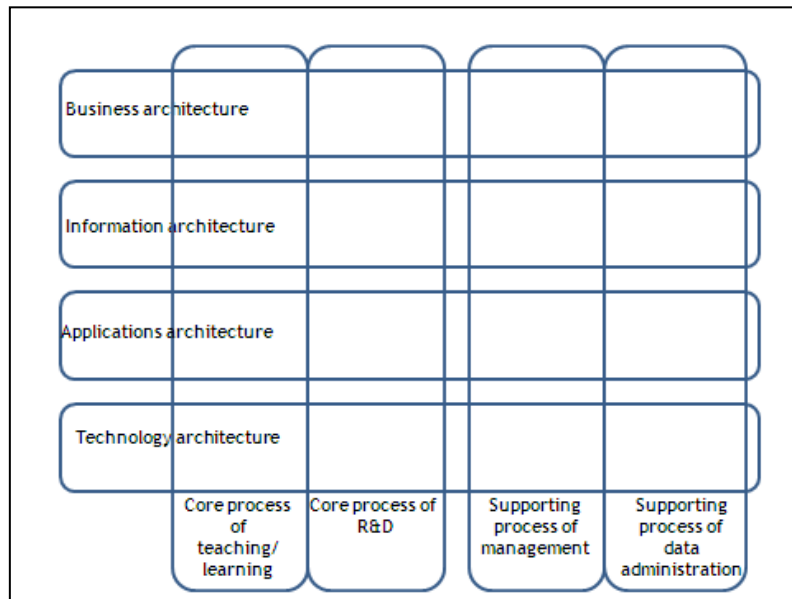 Business architecture
Information architecture
Applications architecture
Technology architecture
Core process
of
teaching/
learning
Core process of
R&D
Supporting
process of
management
Supporting
process of
data
administration